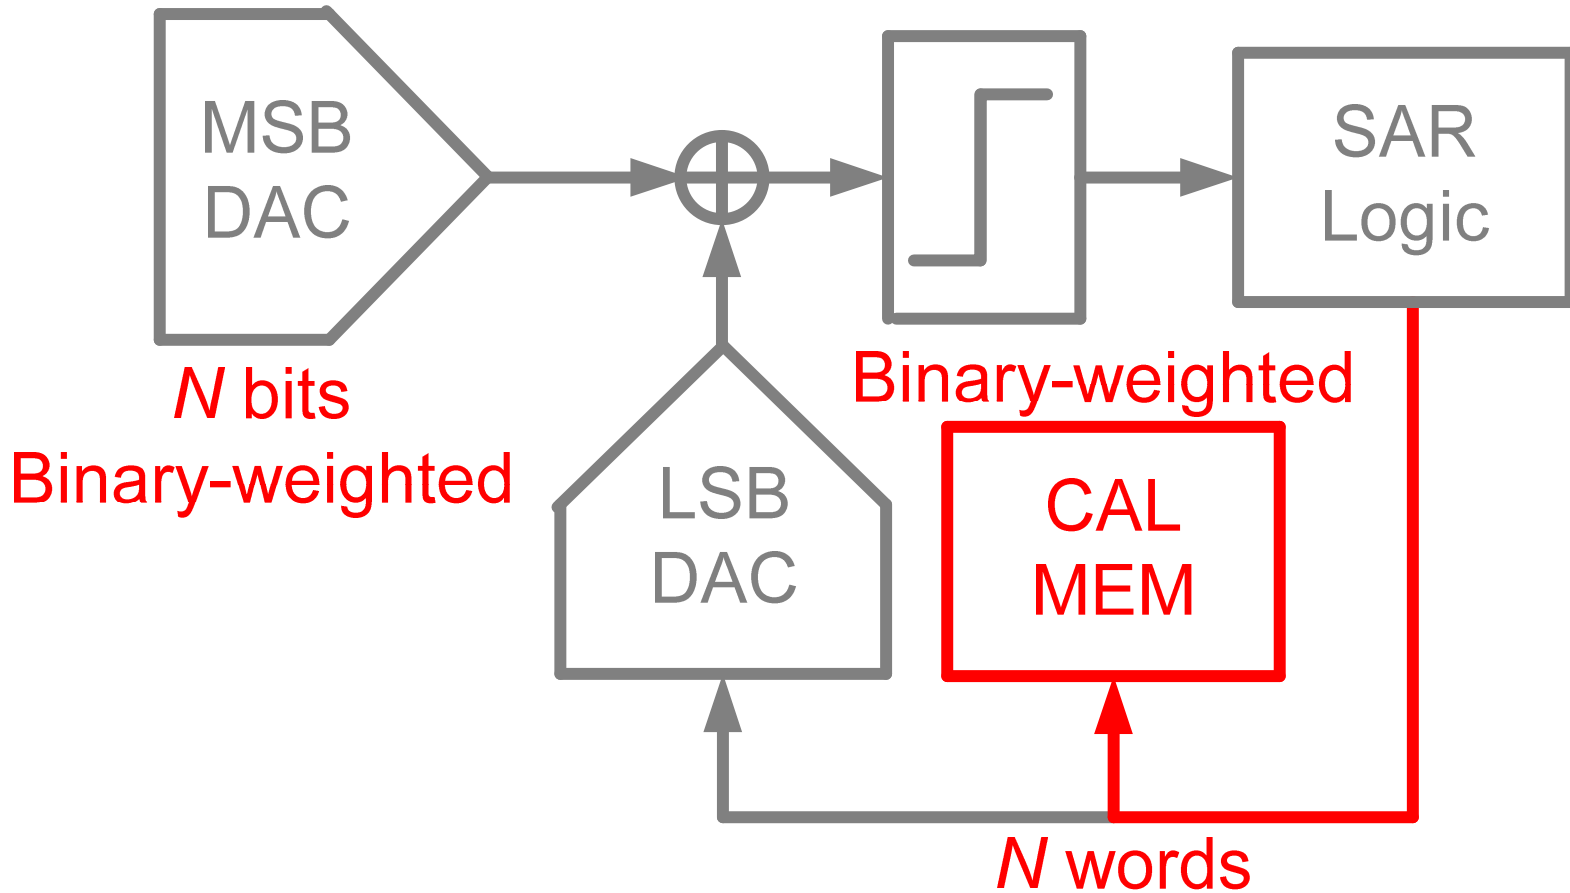 MSB
DAC
SAR
Logic
N bits
Binary-weighted
Binary-weighted
LSB
DAC
CAL
MEM
N words